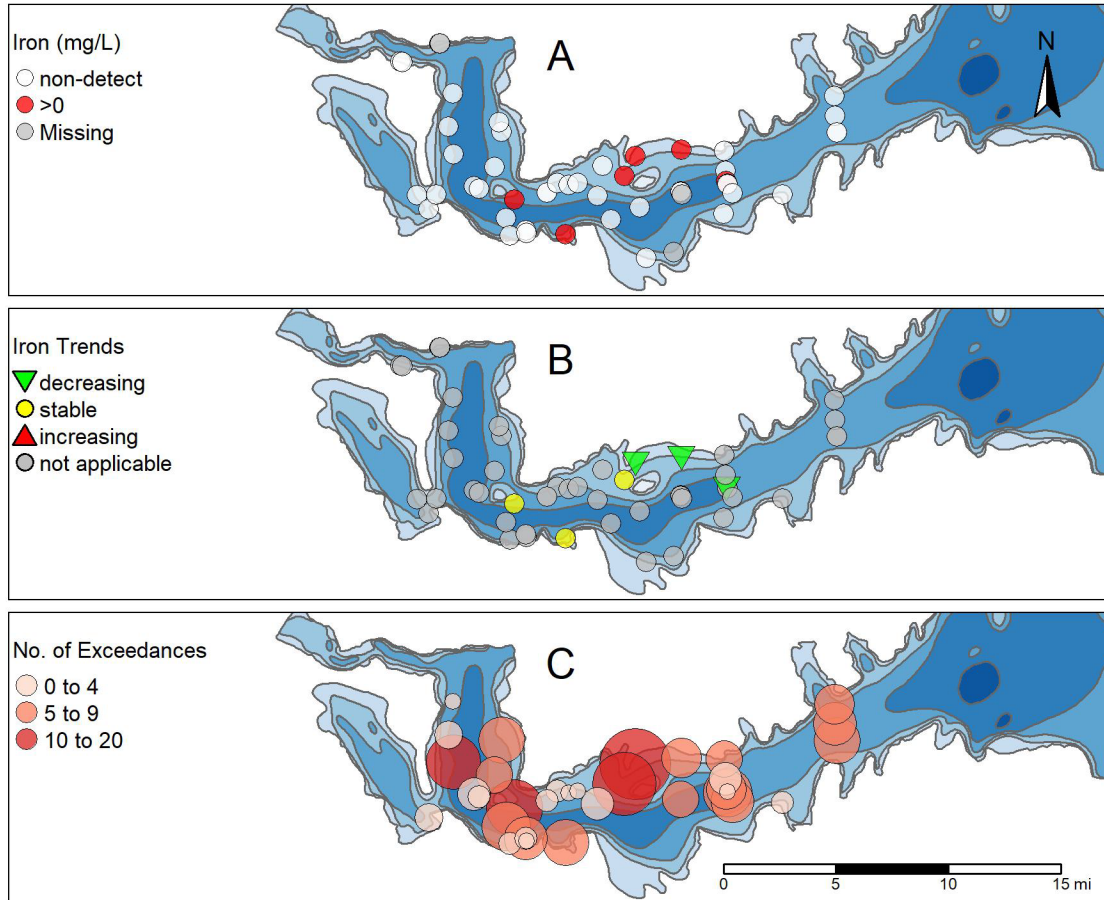 Iron (mg/L)
non-detect
>0
Missing
A
N
Iron Trends
decreasing
stable
increasing
not applicable
B
No. of Exceedances
0 to 4
5 to 9
10 to 20
C
0 5 10 15 mi